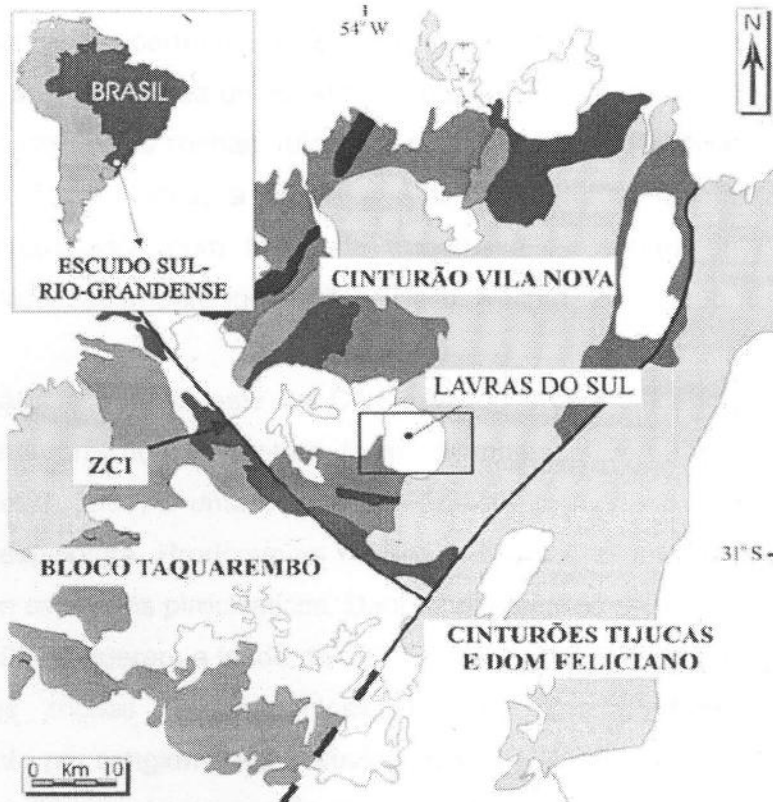 54° W
N
BRASIL
ESCUDO SUL-
RIO-GRANDENSE
CINTURÃO VILA NOVA
LAVRAS DO SUL
ZCI
31° S
BLOCO TAQUAREMBÓ
CINTURÕES TIJUCAS
E DOM FELICIANO
0 Km 10